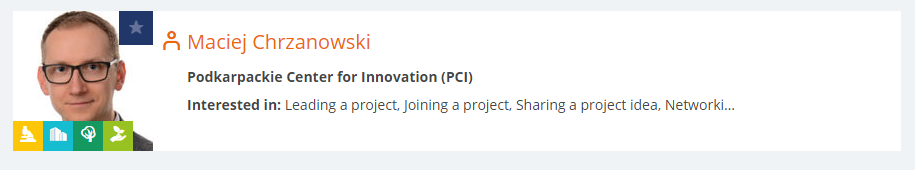 Maciej Chrzanowski
Podkarpackie Center for Innovation (PCI)
Interested in: Leading a project, Joining a project, Sharing a project idea, Networki...